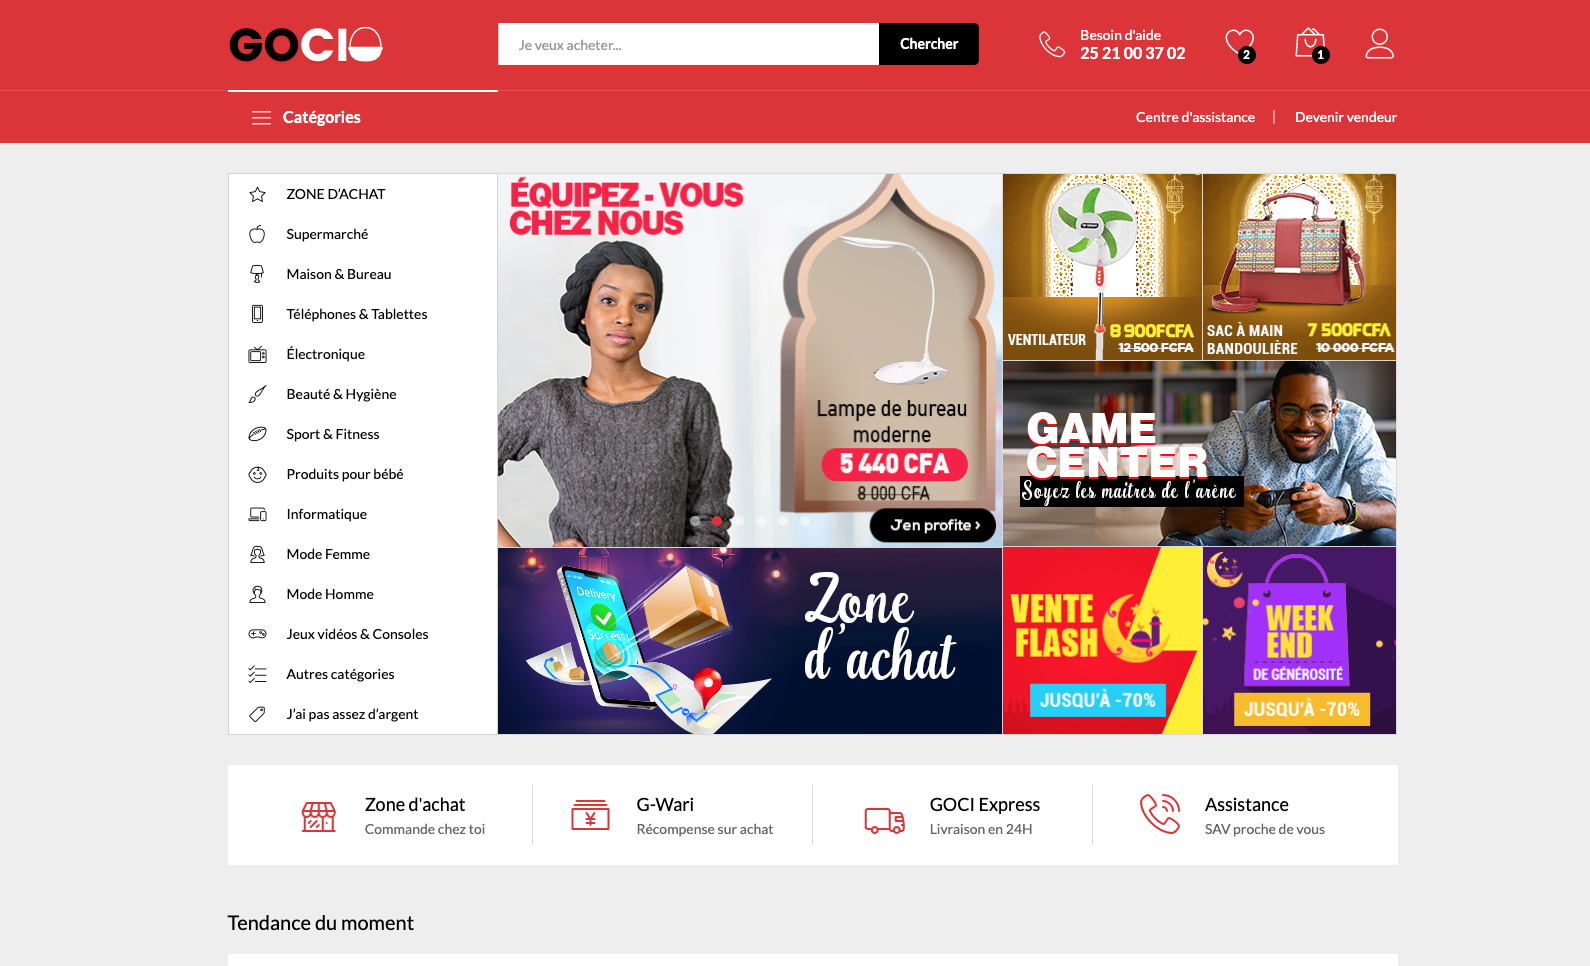 GOCI
Je veux acheter...
Chercher
Besoin d'aide
25 21 00 37 02
2
1
Catégories
Centre d'assistance
Devenir vendeur
ZONE D'ACHAT
Supermarché
Maison & Bureau
Téléphones & Tablettes
Électronique
Beauté & Hygiène
Sport & Fitness
Produits pour bébé
Informatique
Mode Femme
Mode Homme
Jeux vidéos & Consoles
Autres catégories
J'ai pas assez d'argent
ÉQUIPEZ - VOUS
CHEZ NOUS
Lampe de bureau
moderne
5 440 CFA
8 000 CFA
J'en profite ›
VENTILATEUR
8 900FCFA
12 500 FCFA
SAC À MAIN
BANDOULIÈRE
7 500FCFA
10 000 FCFA
GAME
CENTER
Soyez les maitres de l'arène
Delivery
Success!
Zone
d'achat
VENTE
FLASH
JUSQU'À -70%
WEEK
END
DE GÉNÉROSITÉ
JUSQU'À -70%
Zone d'achat
Commande chez toi
G-Wari
Récompense sur achat
GOCI Express
Livraison en 24H
Assistance
SAV proche de vous
Tendance du moment